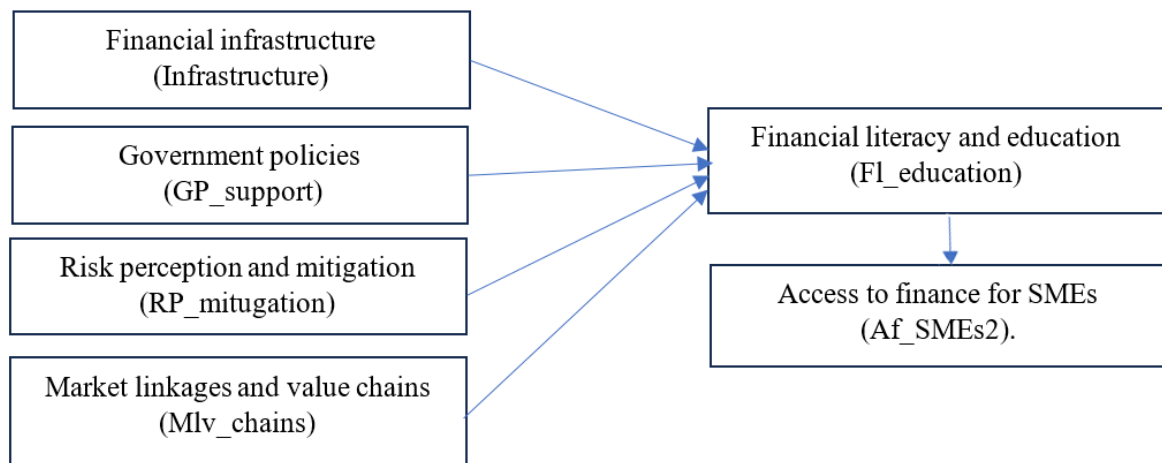 Financial infrastructure
(Infrastructure)
Government policies
(GP_support)
Risk perception and mitigation
(RP_mitugation)
Market linkages and value chains
(Mlv_chains)
Financial literacy and education
(Fl_education)
Access to finance for SMEs
(Af_SMEs2).